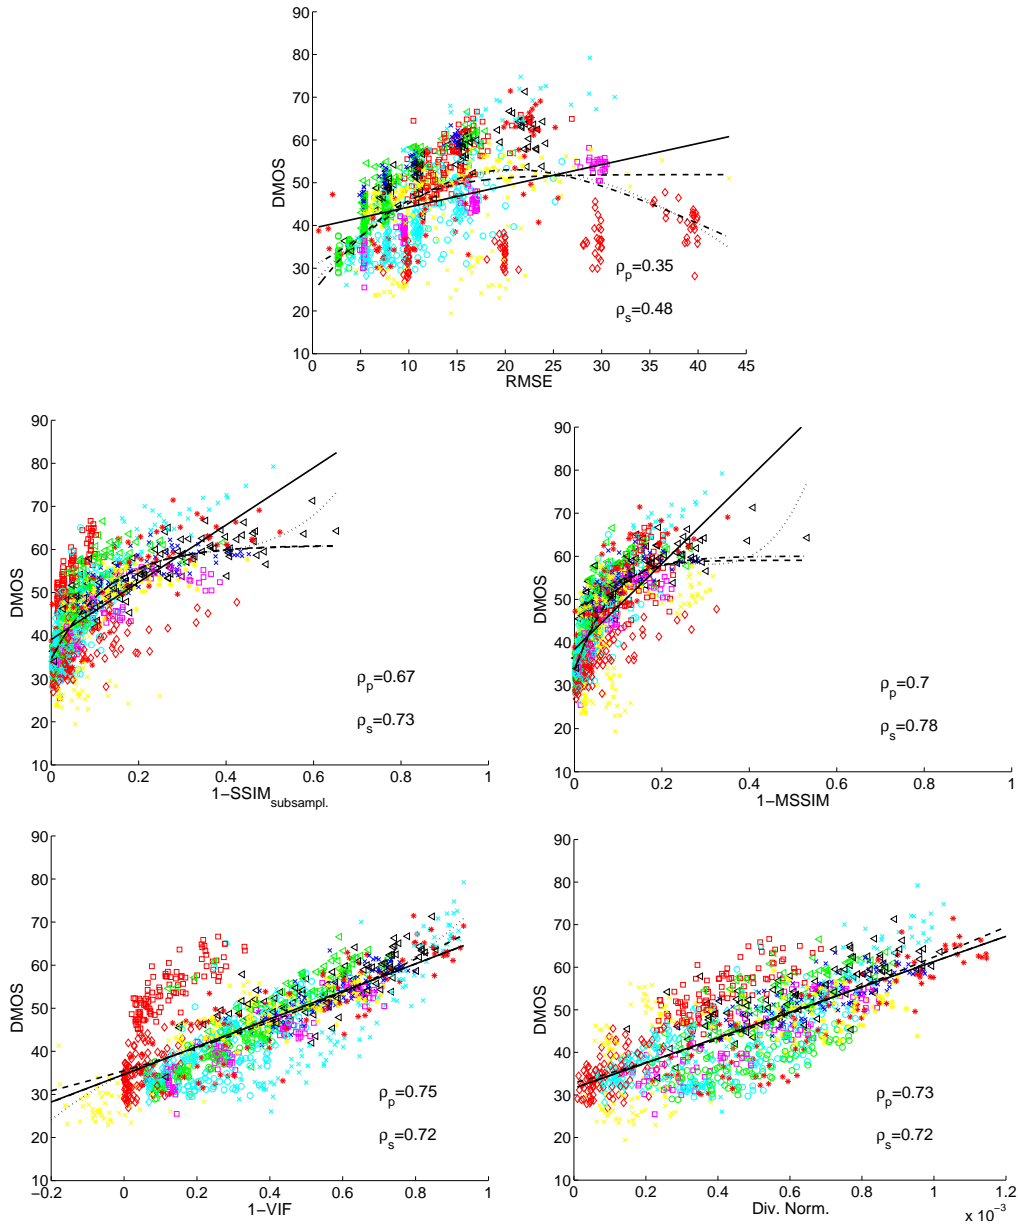 90
80
70
60
50
40
30
20
10
DMOS
0 5 10 15 20 25 30 35 40 45
RMSE
ρp=0.35
ρs=0.48
90
80
70
60
50
40
30
20
10
DMOS
0 0.2 0.4 0.6 0.8 1
1−SSIMsubsampl.
ρp=0.67
ρs=0.73
90
80
70
60
50
40
30
20
10
DMOS
0 0.2 0.4 0.6 0.8 1
1−MSSIM
ρp=0.7
ρs=0.78
90
80
70
60
50
40
30
20
10
DMOS
−0.2 0 0.2 0.4 0.6 0.8 1
1−VIF
ρp=0.75
ρs=0.72
90
80
70
60
50
40
30
20
10
DMOS
0 0.2 0.4 0.6 0.8 1 1.2
Div. Norm.
x 10−3
ρp=0.73
ρs=0.72